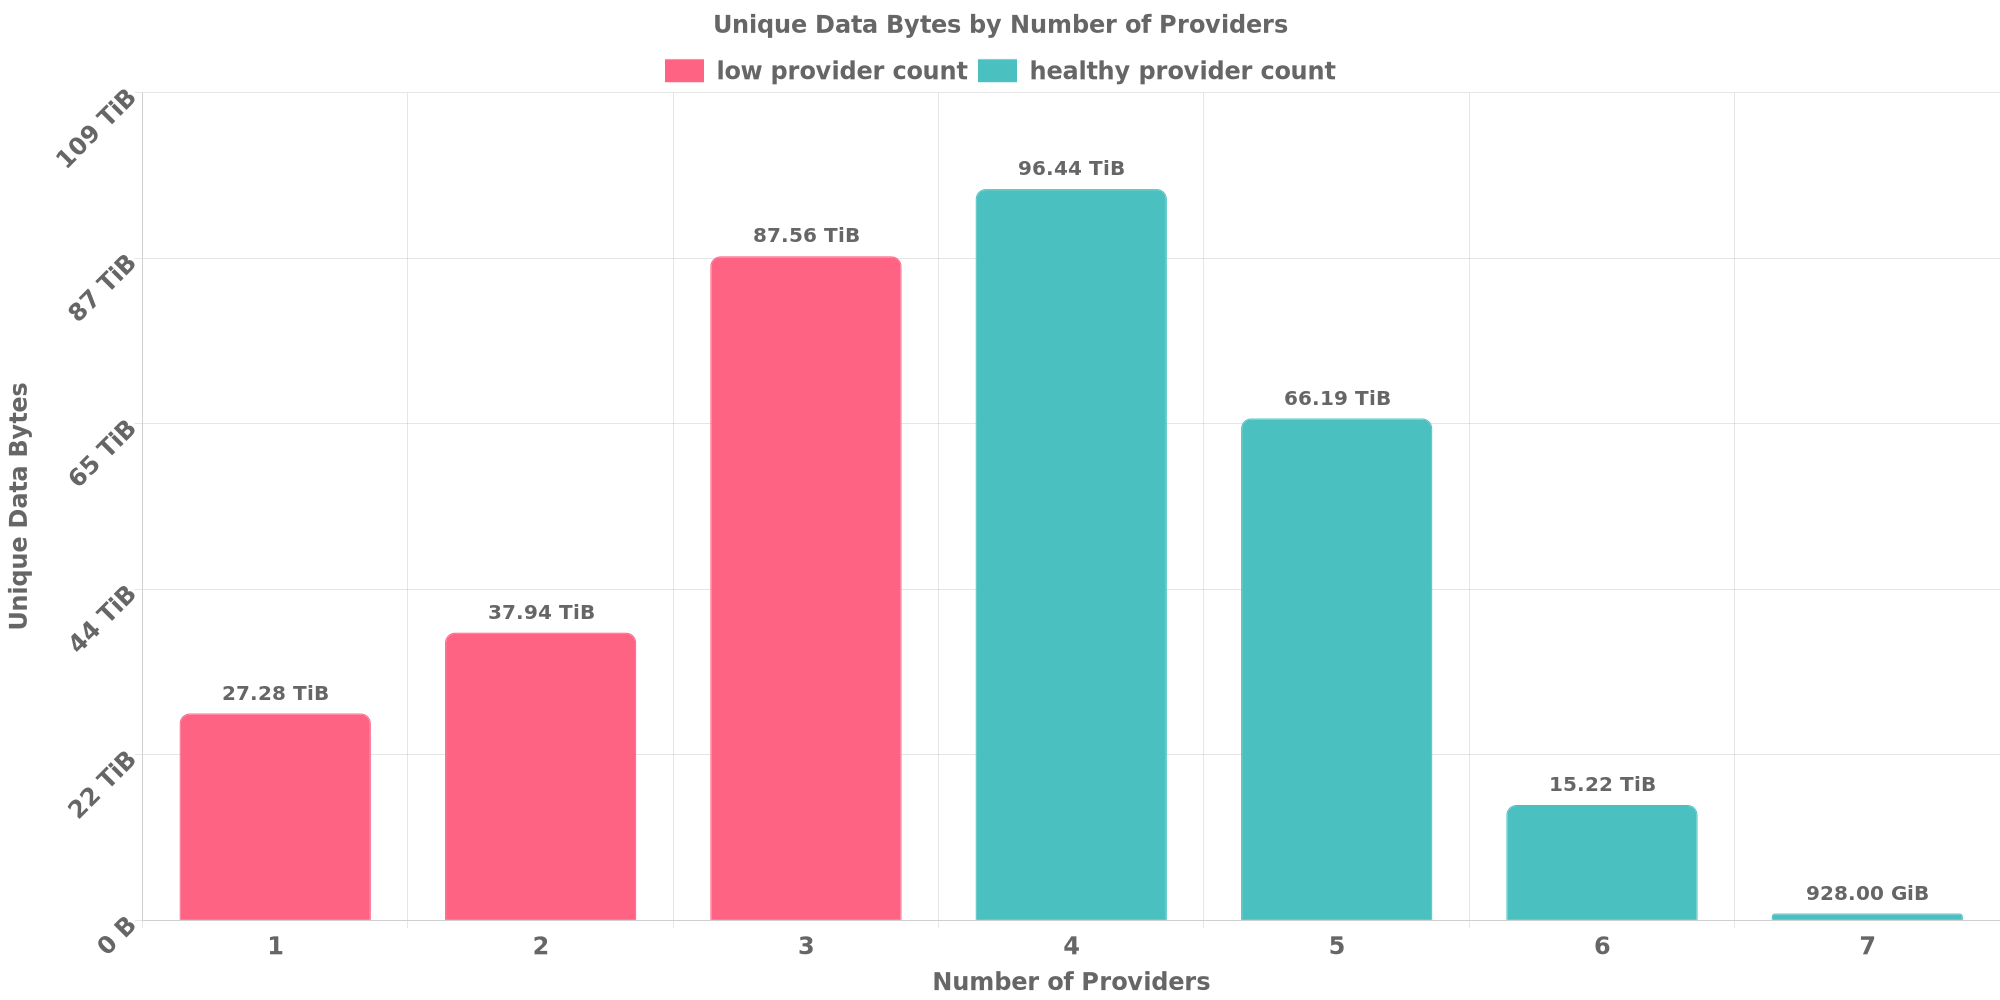 Unique Data Bytes by Number of Providers
low provider count healthy provider count
109 TiB
87 TiB
65 TiB
44 TiB
22 TiB
0 B
Unique Data Bytes
27.28 TiB
37.94 TiB
87.56 TiB
96.44 TiB
66.19 TiB
15.22 TiB
928.00 GiB
1 2 3 4 5 6 7
Number of Providers